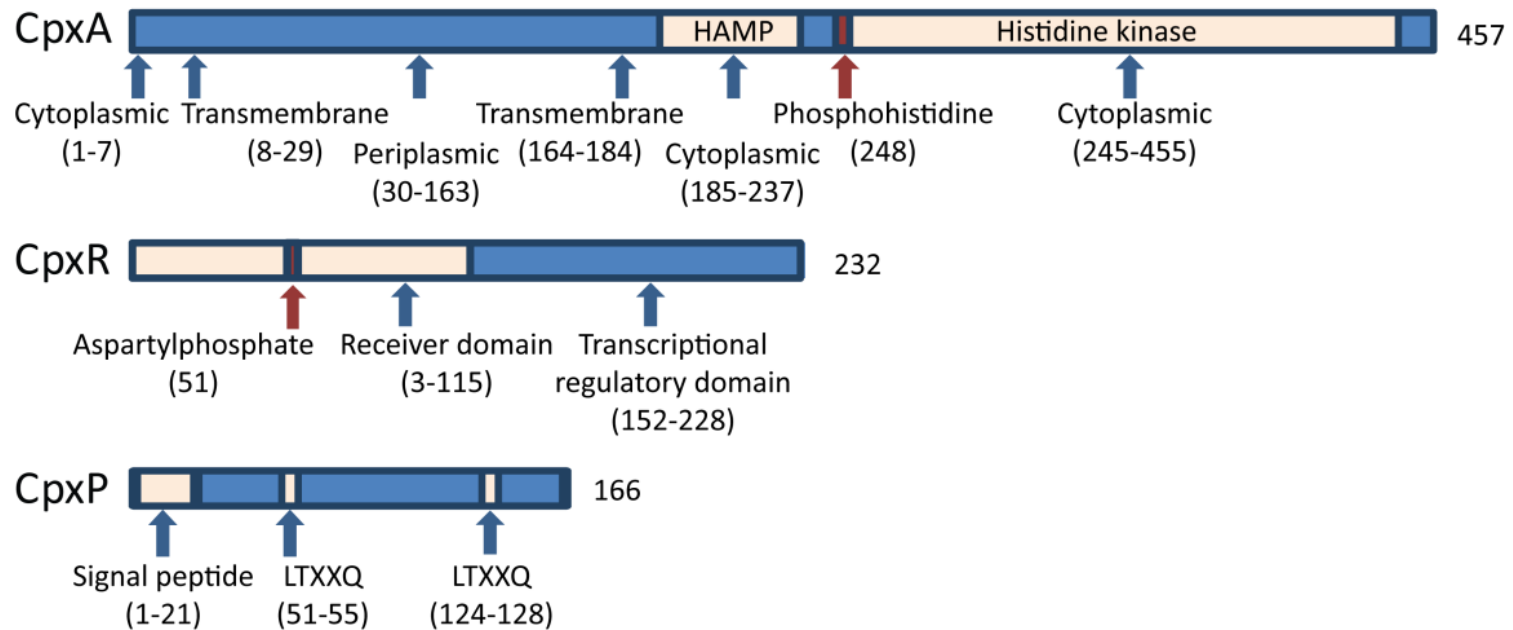 CpxA HAMP Histidine kinase 457
Cytoplasmic Transmembrane Transmembrane Phosphohistidine Cytoplasmic
(1-7) (8-29) Periplasmic (164-184) Cytoplasmic (248) (245-455)
(30-163) (185-237)
CpxR 232
Aspartylphosphate Receiver domain Transcriptional
(51) (3-115) regulatory domain
(152-228)
CpxP 166
Signal peptide LTXXQ LTXXQ
(1-21) (51-55) (124-128)